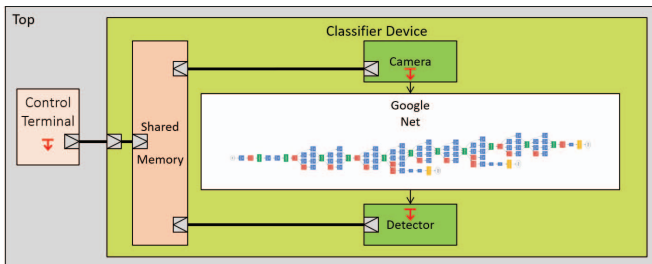 Top
Classifier Device
Camera
Control
Terminal
Shared
Memory
Google
Net
Detector